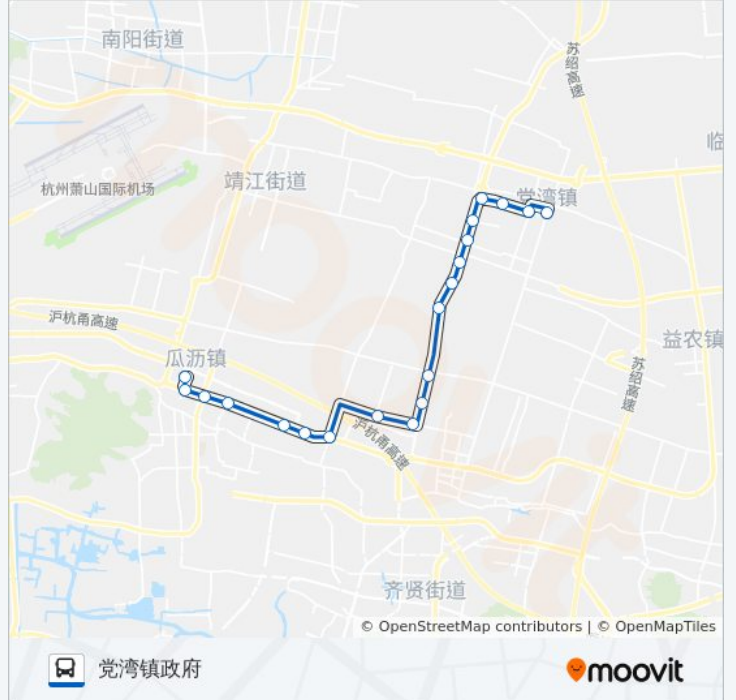 南阳街道
苏绍高速
临
杭州萧山国际机场
靖江街道
党湾镇
沪杭甬高速
瓜沥镇
益农镇
苏绍高速
沪杭甬高速
齐贤街道
© OpenStreetMap contributors | © OpenMapTiles
党湾镇政府
moovit